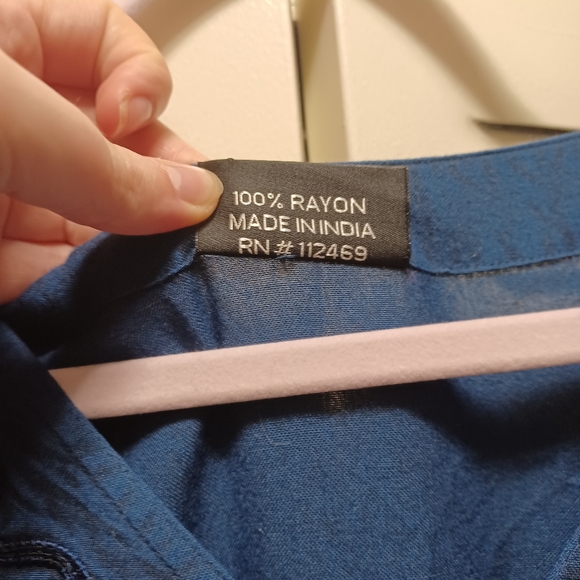 100% RAYON
MADE IN INDIA
RN # 112469